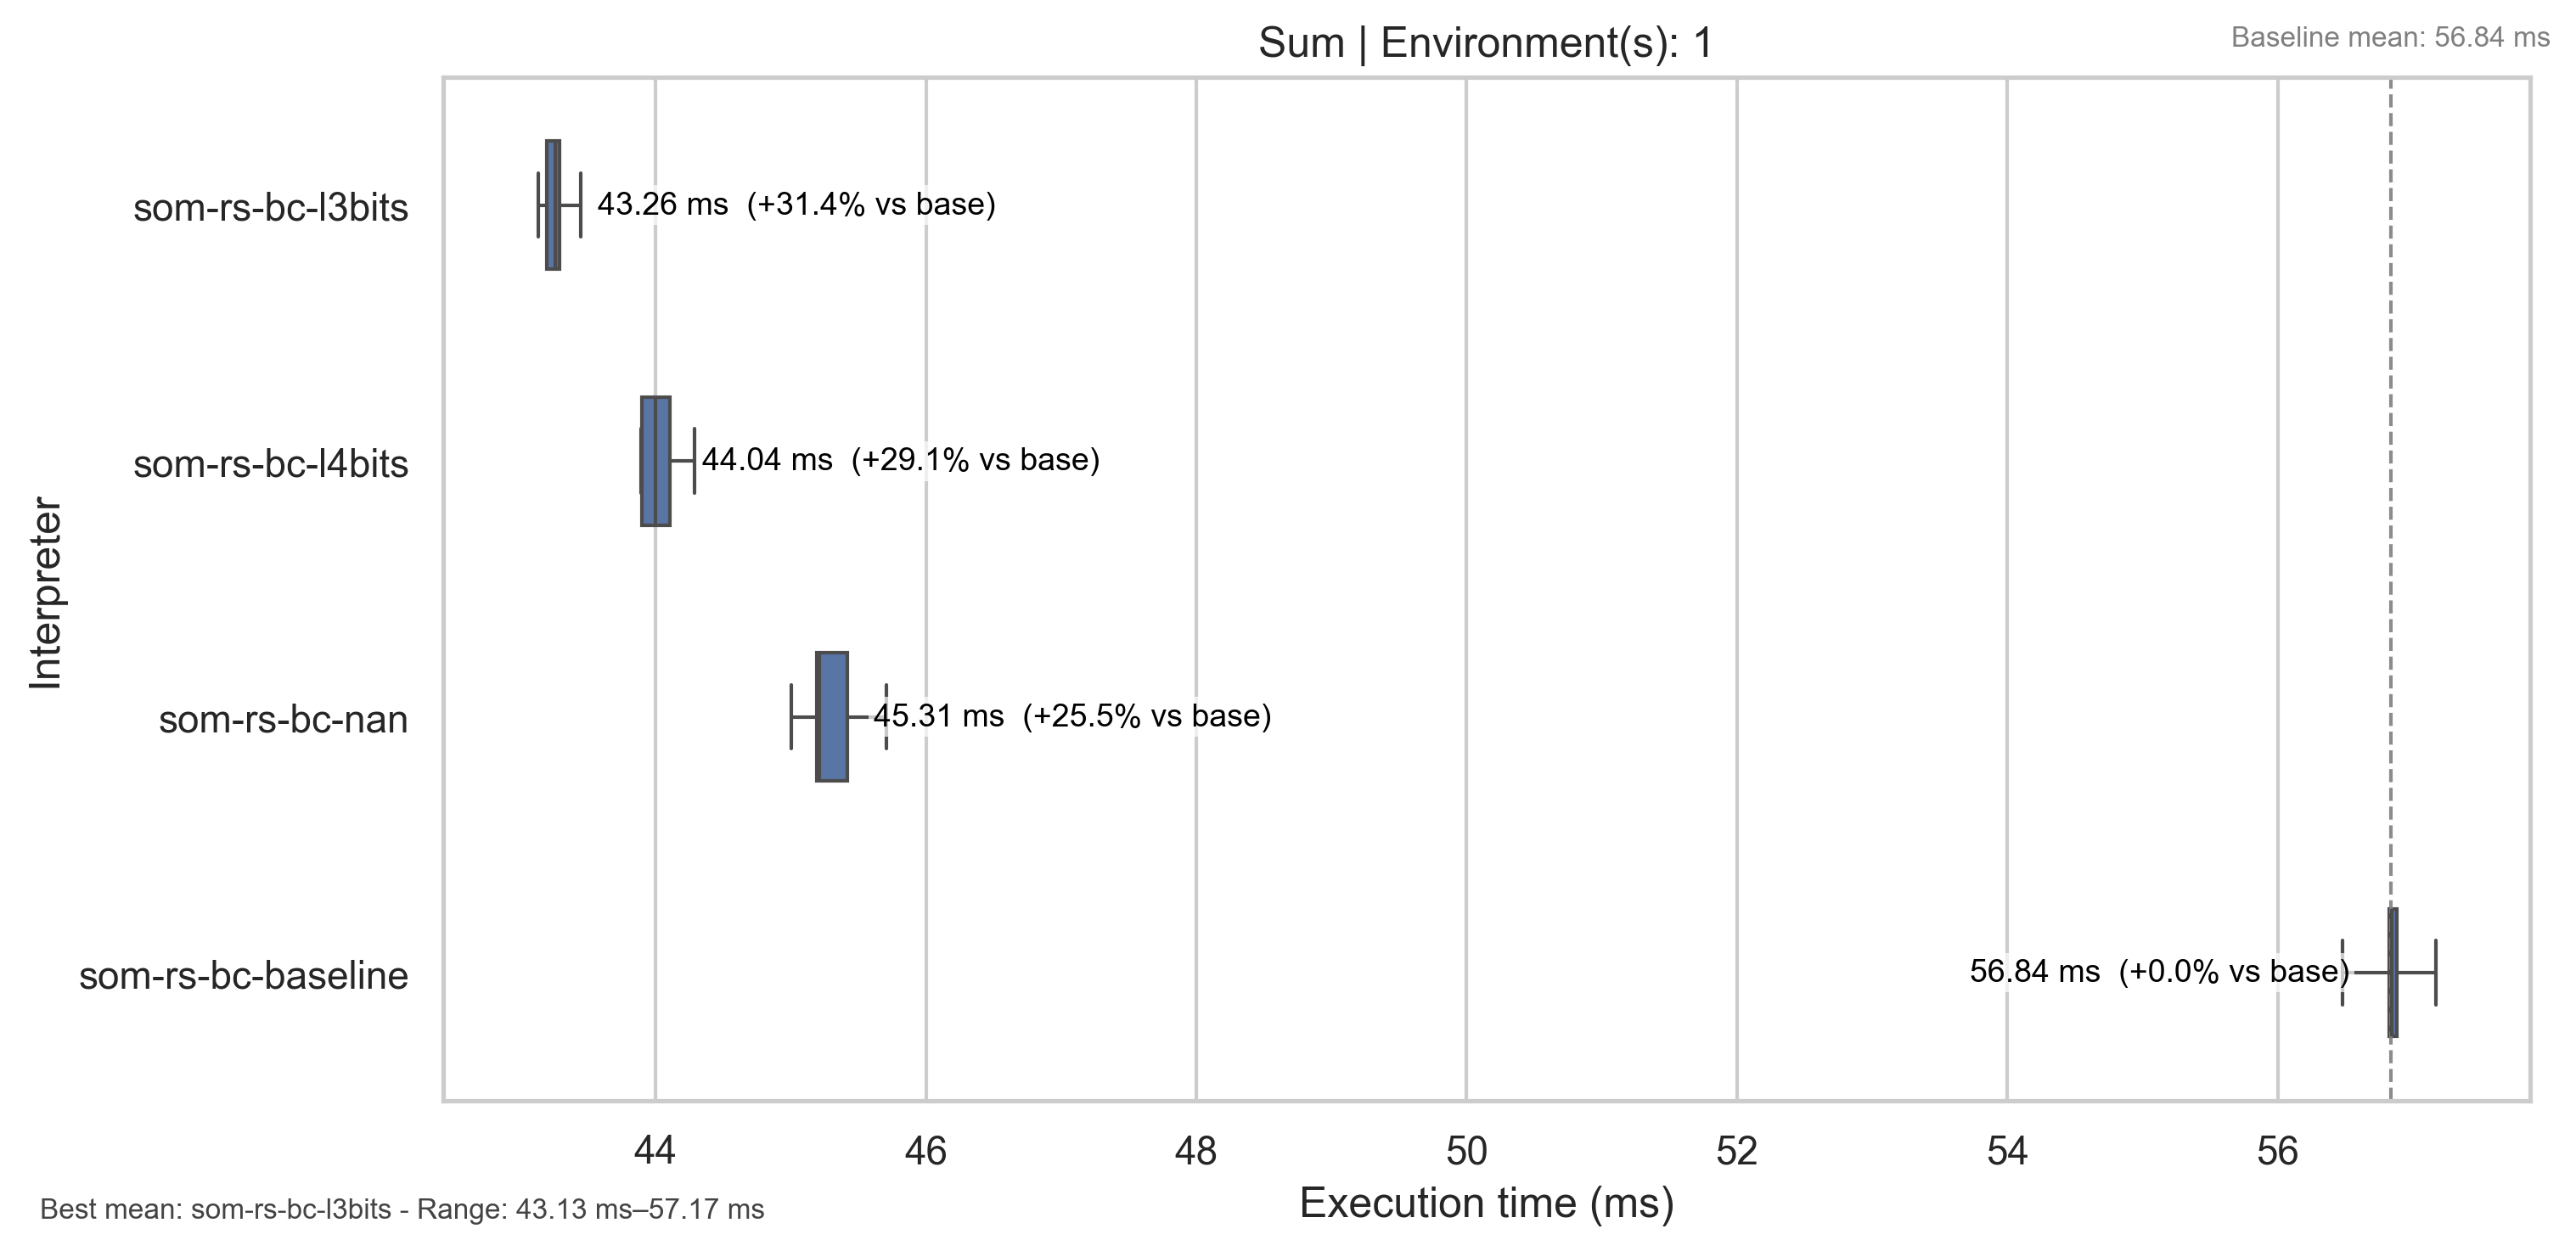 Sum | Environment(s): 1
Baseline mean: 56.84 ms
Interpreter
som-rs-bc-l3bits
43.26 ms  (+31.4% vs base)
som-rs-bc-l4bits
44.04 ms  (+29.1% vs base)
som-rs-bc-nan
45.31 ms  (+25.5% vs base)
som-rs-bc-baseline
56.84 ms  (+0.0% vs base)
44 46 48 50 52 54 56
Execution time (ms)
Best mean: som-rs-bc-l3bits - Range: 43.13 ms–57.17 ms